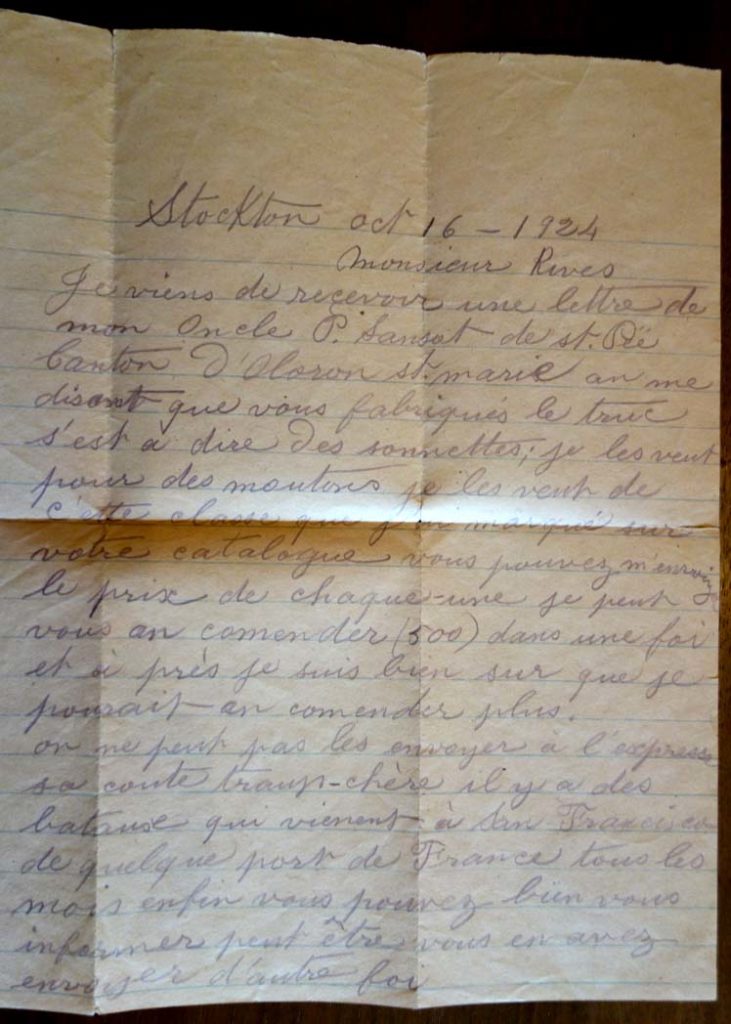 Stockton oct 16 – 1924
Monsieur Rives
Je viens de reçevoir une lettre de
mon Oncle P. Sansot de st. Pëe
Canton D'Oloron st. marie an me
disant que vous fabriqués le truc
s'est a dire Des sonnettes; je les veut
pour des moutons je les veut de
c'ette classe que j'ai marqué sur
votre catalogue vous pouvez m'envoiyé
le prix de chaque-une je peut
vous an comender (500) dans une foi
et à prés je suis bien sur que je
pourait an comender plus.
on ne peut pas les envoyer à l'express
sa coute traup-chère il y a des
bataux qui vienent à San Francisco
de quelque port de France tous les
mois enfin vous pouvez bien vous
informer peut être vous en avez
envoyer d'autre foi